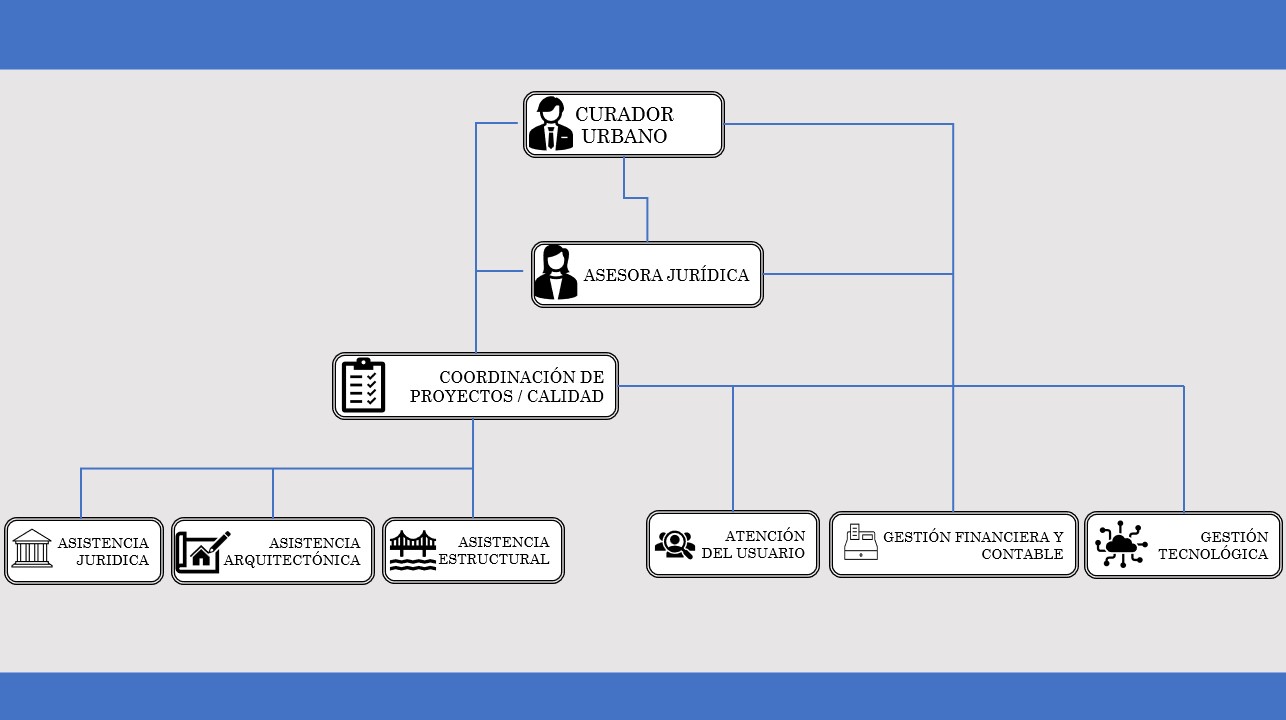 CURADOR
URBANO
ASESORA JURÍDICA
COORDINACIÓN DE
PROYECTOS / CALIDAD
ASISTENCIA
JURIDICA
ASISTENCIA
ARQUITECTÓNICA
ASISTENCIA
ESTRUCTURAL
ATENCIÓN
DEL USUARIO
GESTIÓN FINANCIERA Y
CONTABLE
GESTIÓN
TECNOLÓGICA